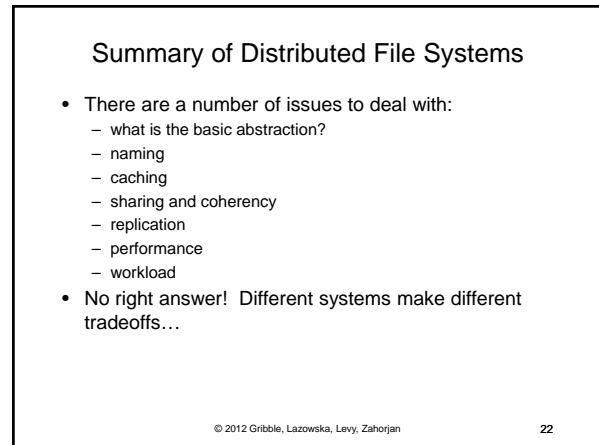 Summary of Distributed File Systems
• There are a number of issues to deal with:
– what is the basic abstraction?
– naming
– caching
– sharing and coherency
– replication
– performance
– workload
• No right answer! Different systems make different
tradeoffs…
© 2012 Gribble, Lazowska, Levy, Zahorjan
22